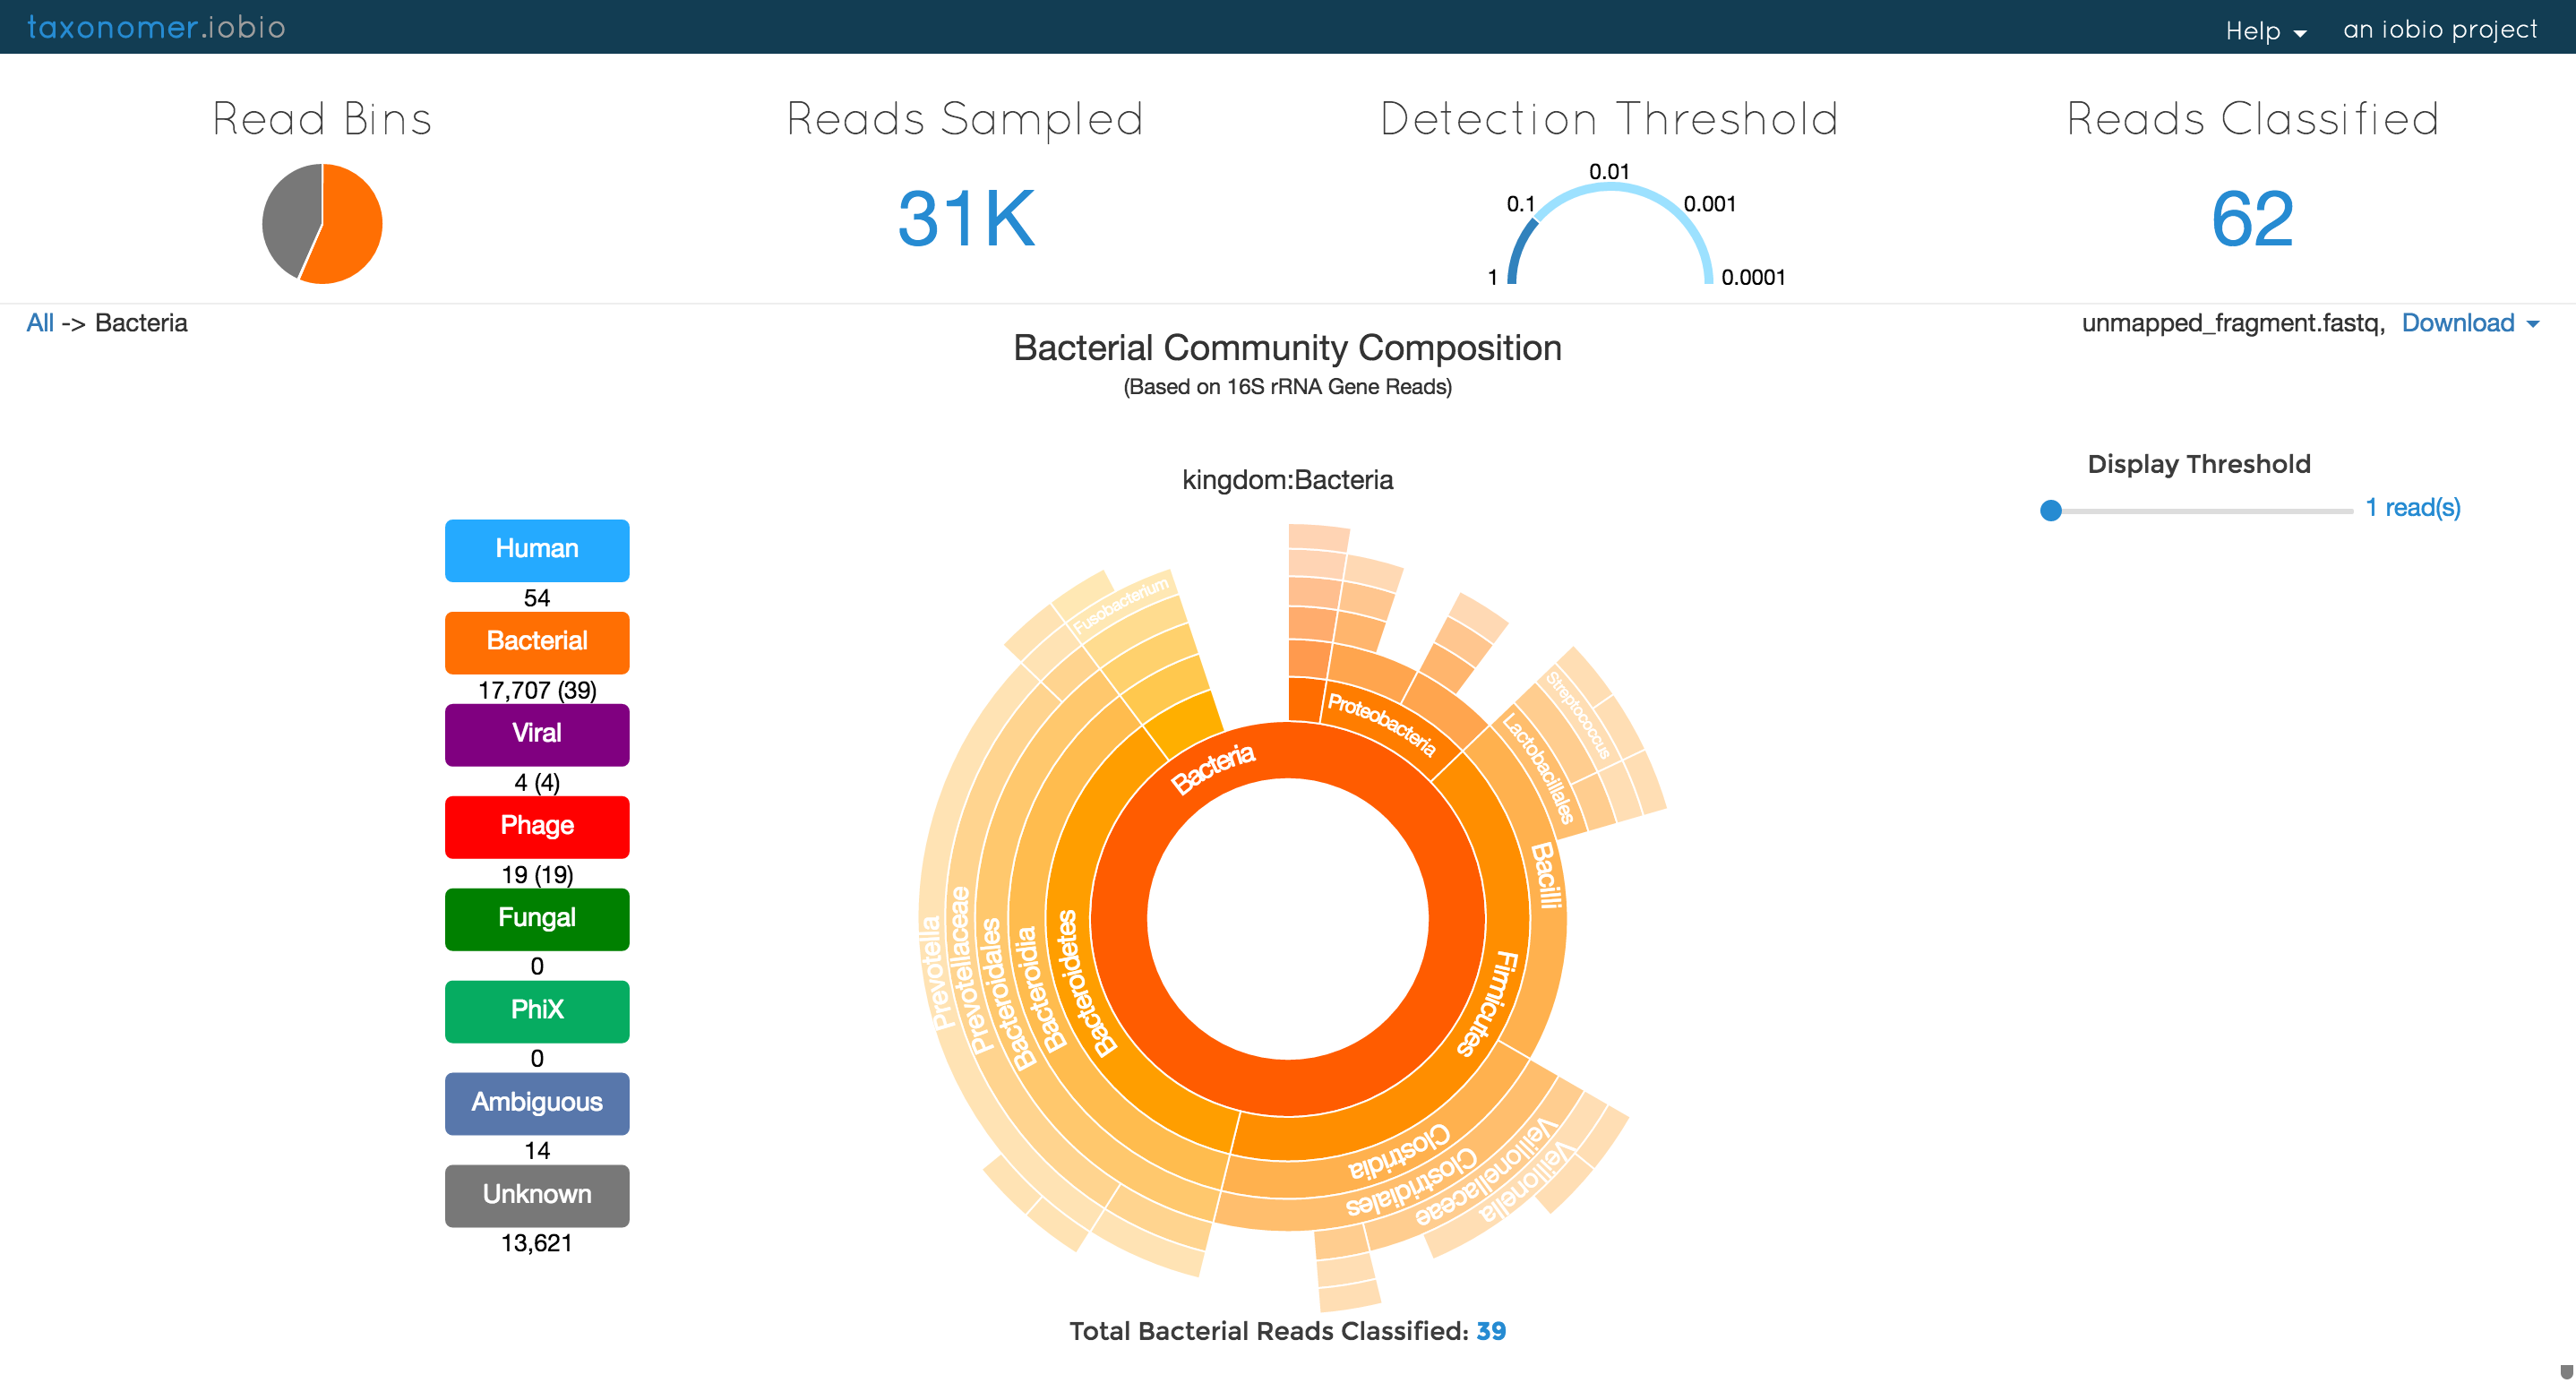 taxonomer.iobio
Help
an iobio project
Read Bins
Reads Sampled
Detection Threshold
Reads Classified
31K
1
0.1
0.01
0.001
0.0001
62
All -> Bacteria
unmapped_fragment.fastq, Download
Bacterial Community Composition
(Based on 16S rRNA Gene Reads)
Display Threshold
1 read(s)
kingdom:Bacteria
Human
54
Bacterial
17,707 (39)
Viral
4 (4)
Phage
19 (19)
Fungal
0
PhiX
0
Ambiguous
14
Unknown
13,621
Fusobacterium
Bacteria
Proteobacteria
Streptococcus
Lactobacillales
Bacilli
Firmicutes
Clostridia
Clostridiales
Veillonellaceae
Veillonella
Bacteroidetes
Bacteroidia
Bacteroidales
Prevotellaceae
Prevotella
Total Bacterial Reads Classified: 39